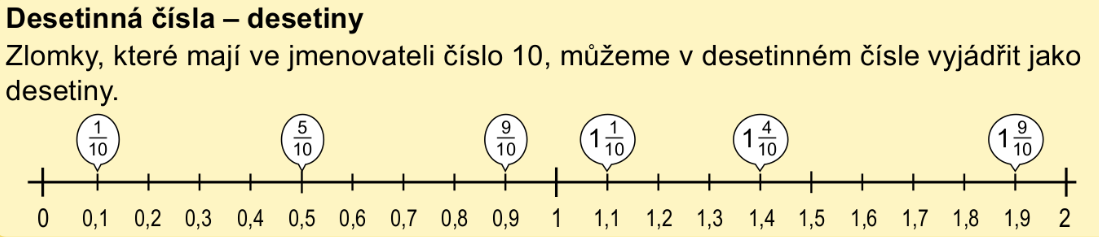 Desetinná čísla – desetiny
Zlomky, které mají ve jmenovateli číslo 10, můžeme v desetinném čísle vyjádřit jako
desetiny.
1/10 5/10 9/10 1 1/10 1 4/10 1 9/10
0 0,1 0,2 0,3 0,4 0,5 0,6 0,7 0,8 0,9 1 1,1 1,2 1,3 1,4 1,5 1,6 1,7 1,8 1,9 2